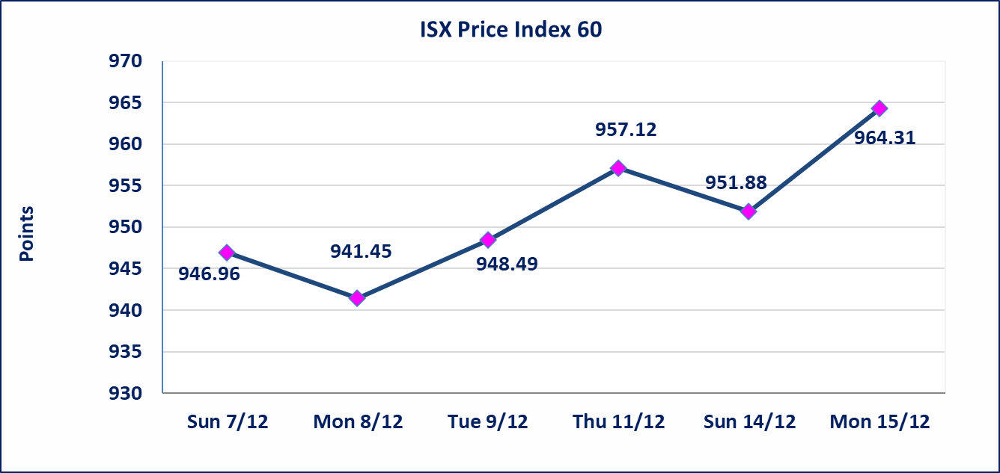 ISX Price Index 60
970
965
960
955
950
945
940
935
930
Points
946.96
941.45
948.49
957.12
951.88
964.31
Sun 7/12
Mon 8/12
Tue 9/12
Thu 11/12
Sun 14/12
Mon 15/12